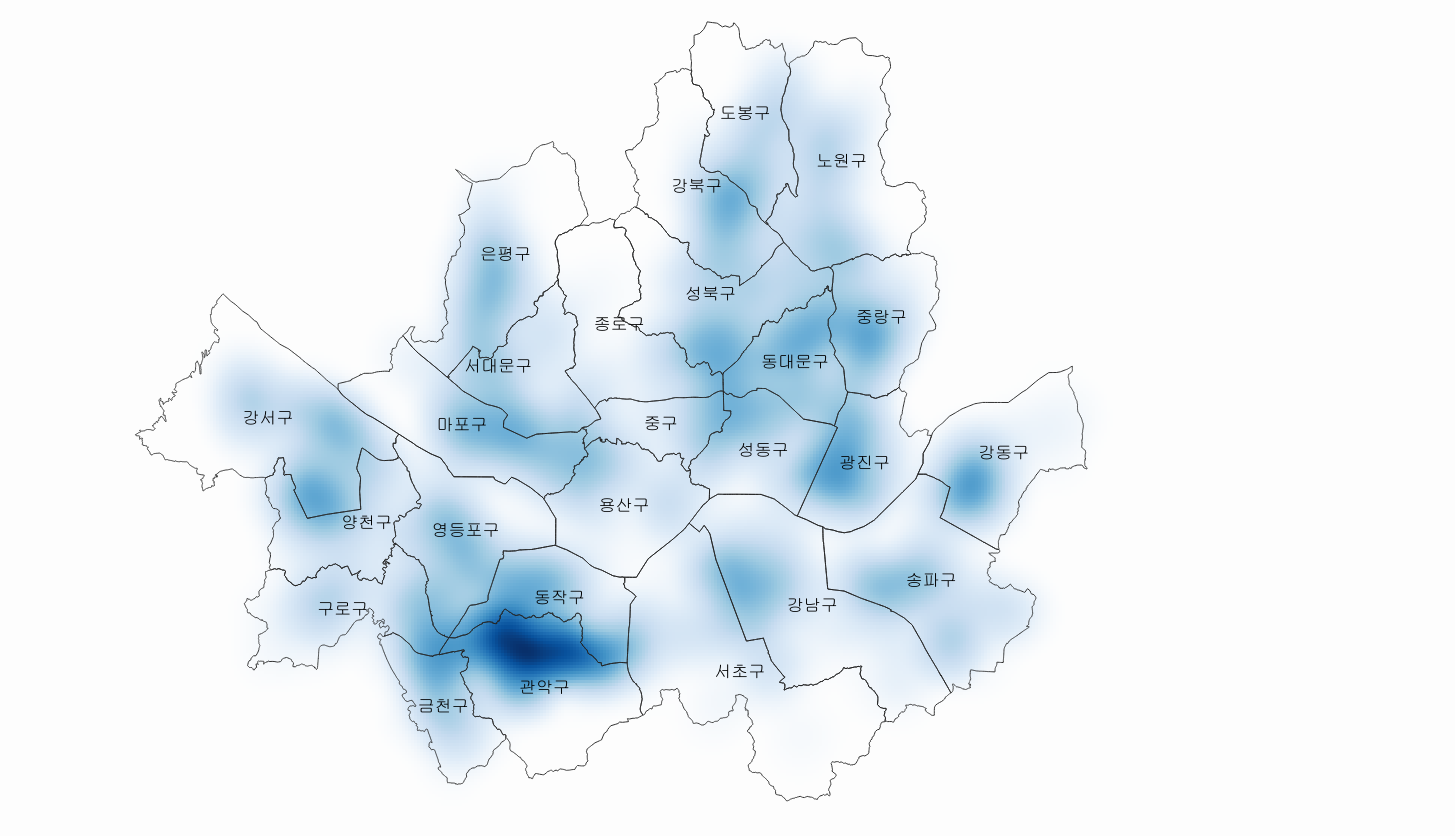 도봉구
노원구
강북구
은평구
성북구
중랑구
종로구
동대문구
서대문구
강서구
마포구
중구
성동구
강동구
광진구
용산구
양천구
영등포구
송파구
동작구
강남구
구로구
서초구
관악구
금천구